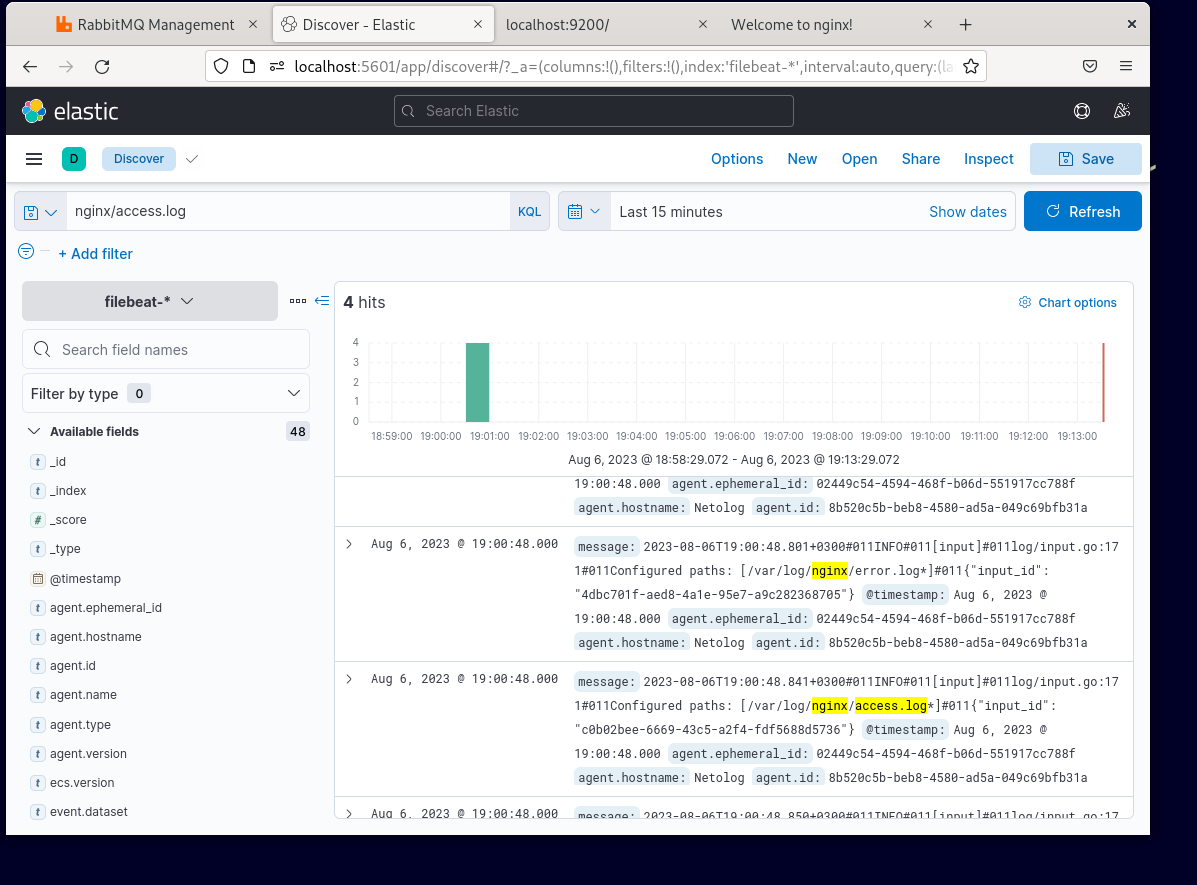 RabbitMQ Management
Discover - Elastic
localhost:9200/
Welcome to nginx!
localhost:5601/app/discover#/?_a=(columns:!(),filters:!(),index:'filebeat-*',interval:auto,query:(la
elastic
Search Elastic
D
Discover
Options
New
Open
Share
Inspect
Save
nginx/access.log
KQL
Last 15 minutes
Show dates
Refresh
+ Add filter
filebeat-*
Search field names
Filter by type 0
Available fields 48
t _id
t _index
# _score
t _type
@timestamp
t agent.ephemeral_id
t agent.hostname
t agent.id
t agent.name
t agent.type
t agent.version
t ecs.version
t event.dataset
4 hits
Chart options
4
3
2
1
0
18:59:00 19:00:00 19:01:00 19:02:00 19:03:00 19:04:00 19:05:00 19:06:00 19:07:00 19:08:00 19:09:00 19:10:00 19:11:00 19:12:00 19:13:00
Aug 6, 2023 @ 18:58:29.072 - Aug 6, 2023 @ 19:13:29.072
19:00:48.000 agent.ephemeral_id: 02449c54-4594-468f-b06d-551917cc788f
agent.hostname: Netolog agent.id: 8b520c5b-beb8-4580-ad5a-049c69bfb31a
Aug 6, 2023 @ 19:00:48.000 message: 2023-08-06T19:00:48.801+0300#011INFO#011[input]#011log/input.go:17
1#011Configured paths: [/var/log/nginx/error.log*]#011{"input_id":
"4dbc701f-aed8-4a1e-95e7-a9c282368705"} @timestamp: Aug 6, 2023 @
19:00:48.000 agent.ephemeral_id: 02449c54-4594-468f-b06d-551917cc788f
agent.hostname: Netolog agent.id: 8b520c5b-beb8-4580-ad5a-049c69bfb31a
Aug 6, 2023 @ 19:00:48.000 message: 2023-08-06T19:00:48.841+0300#011INFO#011[input]#011log/input.go:17
1#011Configured paths: [/var/log/nginx/access.log*]#011{"input_id":
"c0b02bee-6669-43c5-a2f4-fdf5688d5736"} @timestamp: Aug 6, 2023 @
19:00:48.000 agent.ephemeral_id: 02449c54-4594-468f-b06d-551917cc788f
agent.hostname: Netolog agent.id: 8b520c5b-beb8-4580-ad5a-049c69bfb31a
Aug 6, 2023 @ 19:00:48.000 message: 2023-08-06T19:00:48.850+0300#011INFO#011[input]#011log/input.go:17